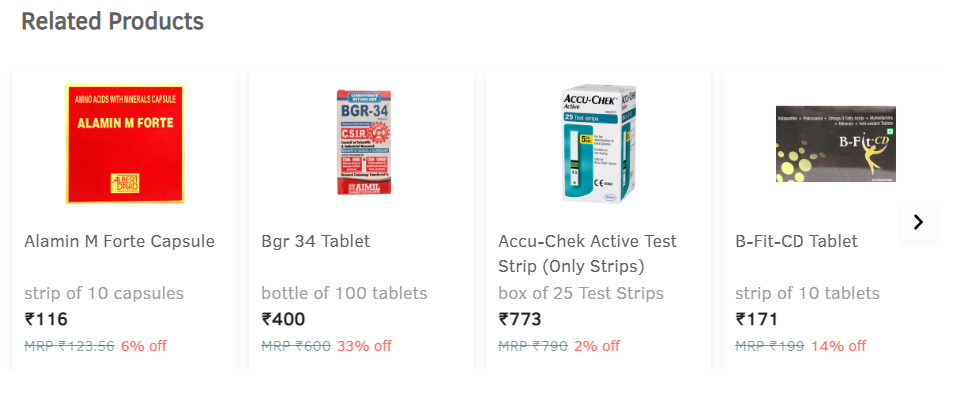 Related Products
AMINO ACIDS WITH MINERALS CAPSULE
ALAMIN M FORTE
ALBERT
DAVID
BGR-34
C.S.I.R.
AIMIL
ACCU-CHEK
Active
25 Test strips
B-Fit-CD
Alamin M Forte Capsule
strip of 10 capsules
₹116
MRP ₹123.56 6% off
Bgr 34 Tablet
bottle of 100 tablets
₹400
MRP ₹600 33% off
Accu-Chek Active Test
Strip (Only Strips)
box of 25 Test Strips
₹773
MRP ₹790 2% off
B-Fit-CD Tablet
strip of 10 tablets
₹171
MRP ₹199 14% off